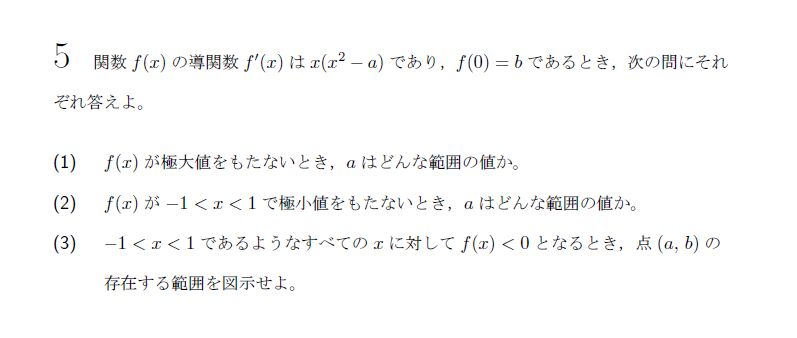 5 関数 f(x) の導関数 f′(x) は x(x² − a) であり，f(0) = b であるとき，次の問にそれ
ぞれ答えよ。
(1) f(x) が極大値をもたないとき，a はどんな範囲の値か。
(2) f(x) が −1 < x < 1 で極小値をもたないとき，a はどんな範囲の値か。
(3) −1 < x < 1 であるようなすべての x に対して f(x) < 0 となるとき，点 (a, b) の
存在する範囲を図示せよ。